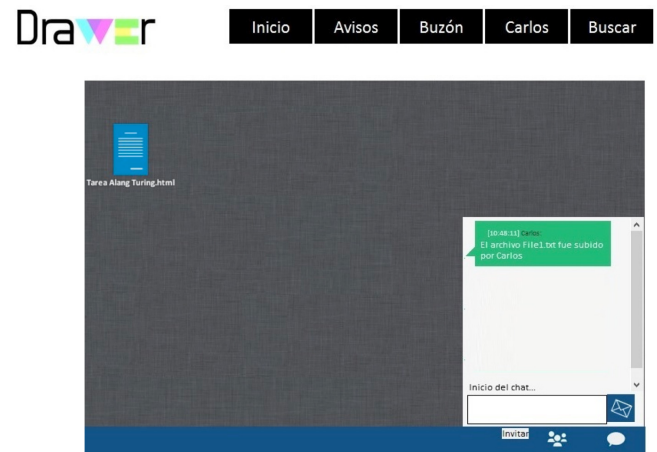 Drawer
Inicio Avisos Buzón Carlos Buscar
Tarea Alang Turing.html
[10:48:11] Carlos:
El archivo File1.txt fue subido
por Carlos
Inicio del chat...
Invitar